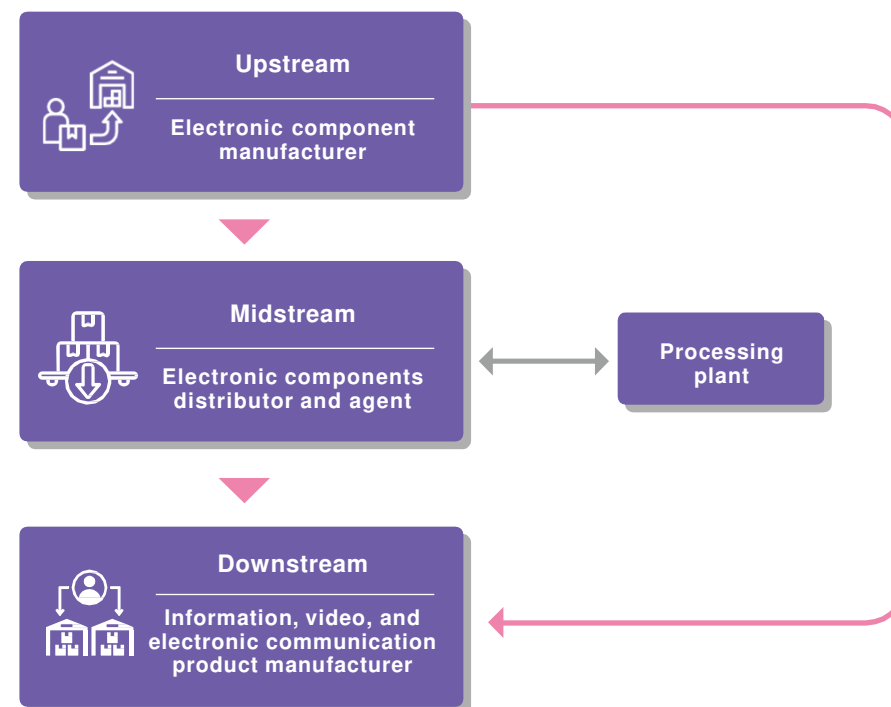 Upstream
Electronic component
manufacturer
Midstream
Electronic components
distributor and agent
Processing
plant
Downstream
Information, video, and
electronic communication
product manufacturer